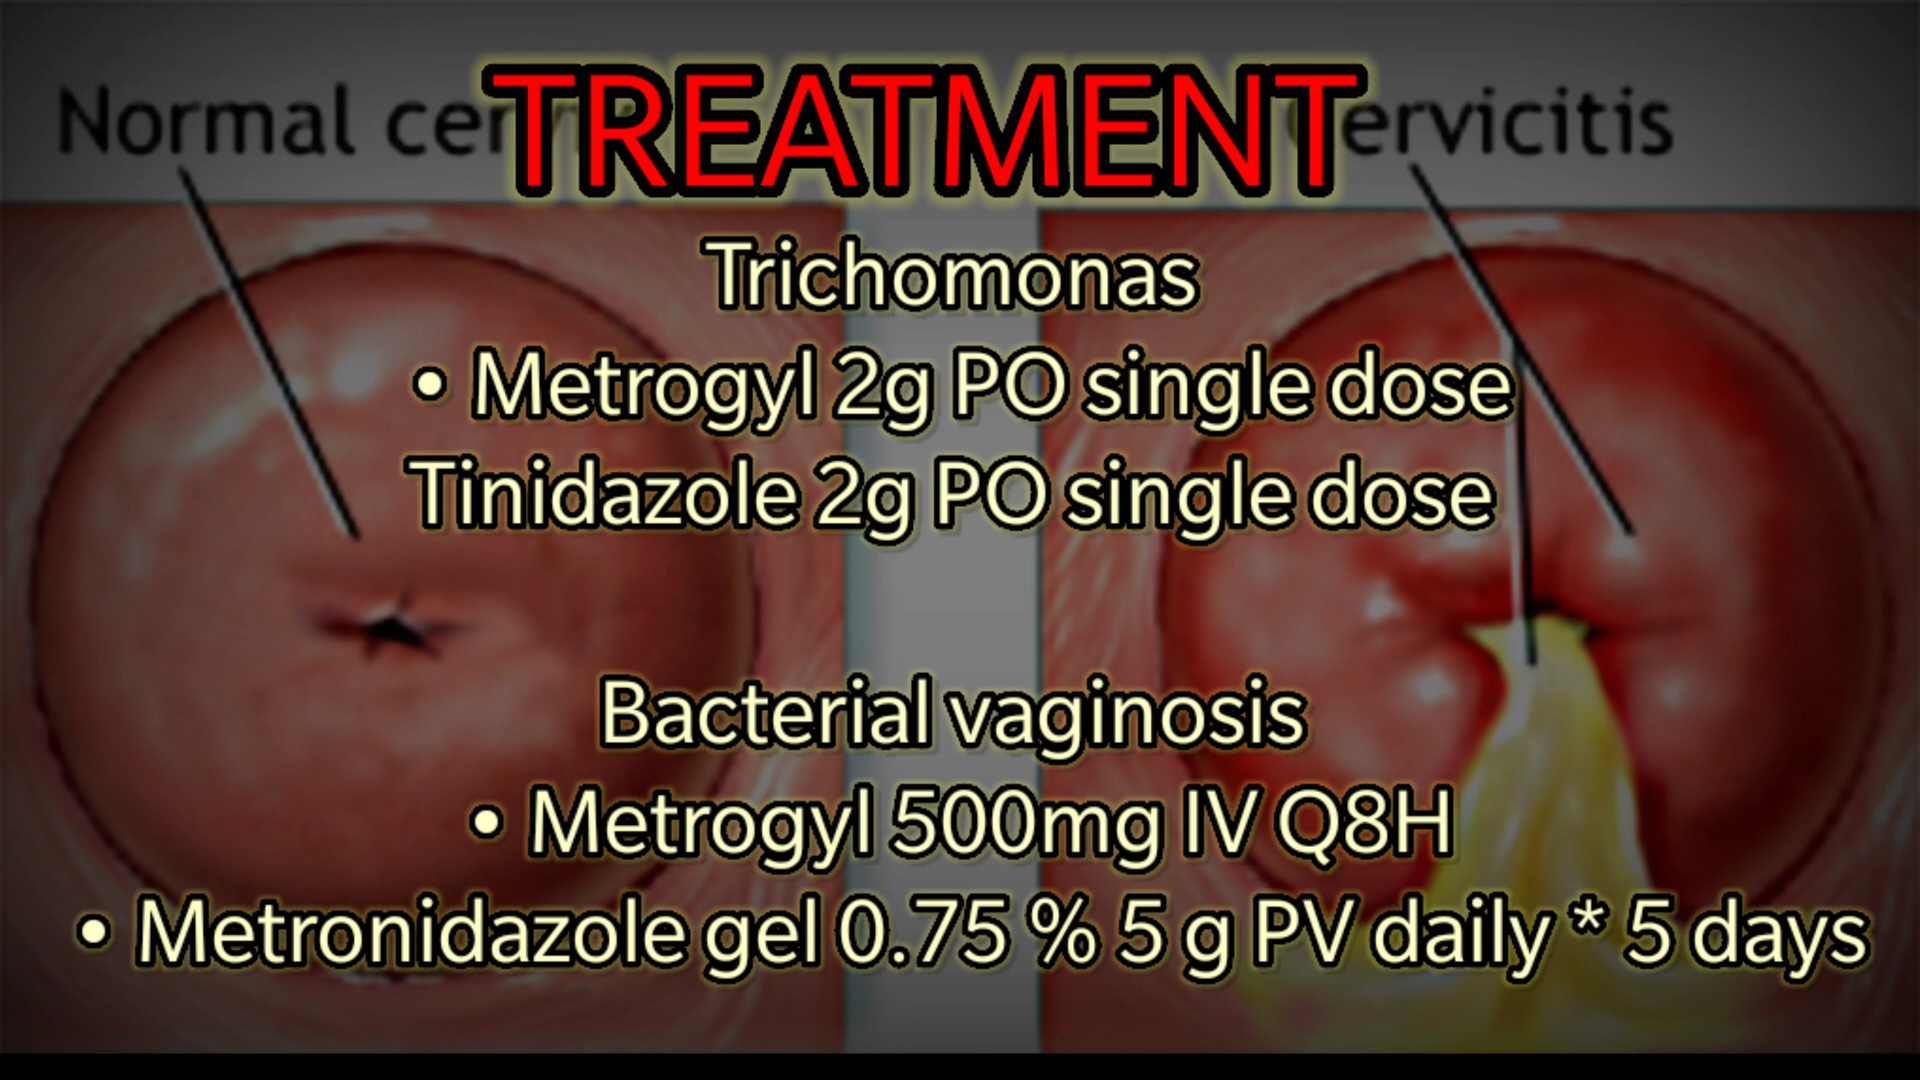 Normal cer
TREATMENT
ervicitis
Trichomonas
• Metrogyl 2g PO single dose
Tinidazole 2g PO single dose
Bacterial vaginosis
• Metrogyl 500mg IV Q8H
• Metronidazole gel 0.75 % 5 g PV daily * 5 days